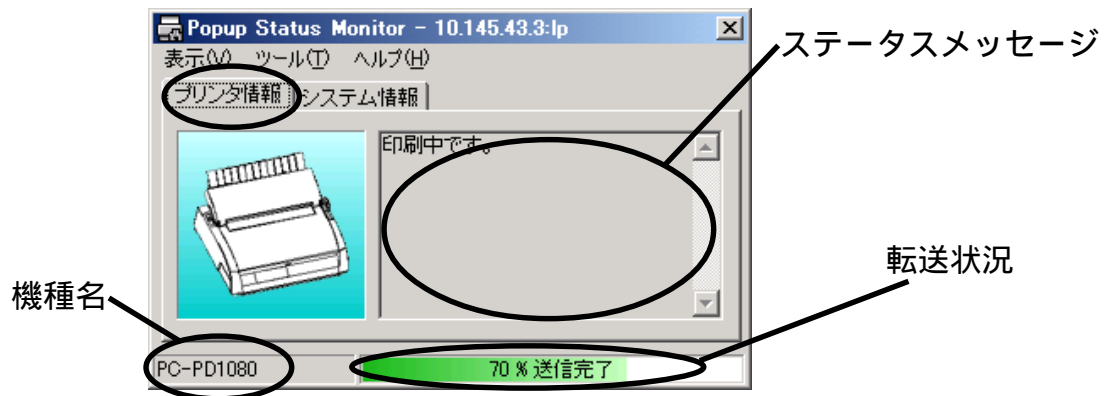 Popup Status Monitor - 10.145.43.3:lp
表示(V) ツール(T) ヘルプ(H)
プリンタ情報 システム情報
印刷中です。
ステータスメッセージ
転送状況
機種名
PC-PD1080
70 % 送信完了